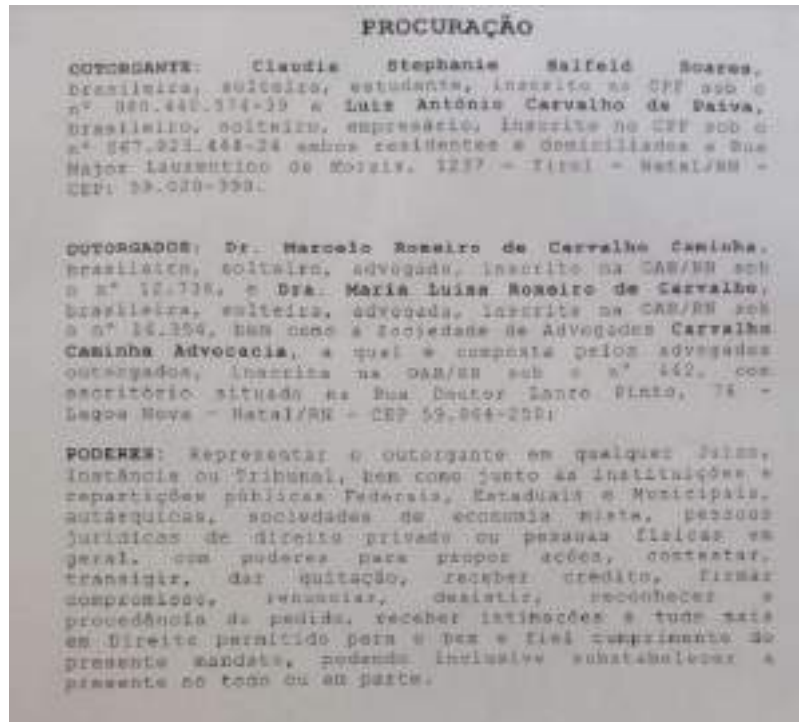 PROCURAÇÃO
OUTORGANTE: Claudia Stephanie Soares,
brasileira, solteira, estudante, inscrito no CPF sob o
nº e Luiz Antônio Carvalho de Paiva,
brasileiro, solteiro, empresário, inscrito no CPF sob o
nº ambos residentes e domiciliados a Rua
Major Laurentino de Morais, 1237 - Tirol - Natal/RN -
CEP: 59.020-390.
OUTORGADOS: Dr. Marcelo Romeiro de Carvalho Caminha,
brasileiro, solteiro, advogado, inscrito na OAB/RN sob
o nº e Dra. Maria Luisa Romeiro de Carvalho,
brasileira, solteira, advogada, inscrita na OAB/RN sob
o nº bem como a Sociedade de Advogados Carvalho
Caminha Advocacia, a qual é composta pelos advogados
outorgados, inscrita na OAB/RN sob o nº 442, com
escritório situado na Rua Doutor Lauro Pinto, -
Lagoa Nova - Natal/RN - CEP
PODERES: Representar o outorgante em qualquer Juízo,
Instância ou Tribunal, bem como junto às instituições e
repartições públicas Federais, Estaduais e Municipais,
autárquicas, sociedades de economia mista, pessoas
jurídicas de direito privado ou pessoas físicas em
geral, com poderes para propor ações, contestar,
transigir, dar quitação, receber crédito, firmar
compromisso, renunciar, desistir, reconhecer a
procedência do pedido, receber intimações e tudo mais
em Direito permitido para o bom e fiel cumprimento do
presente mandato, podendo inclusive substabelecer a
presente no todo ou em parte.